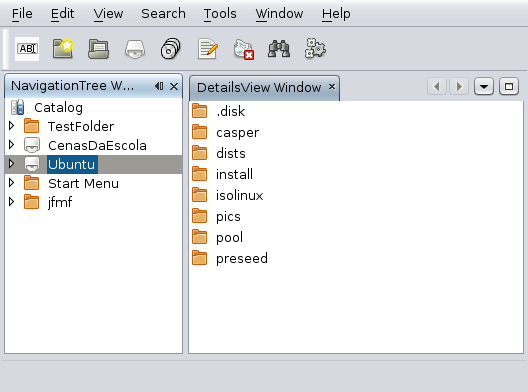 File Edit View Search Tools Window Help
ABC
NavigationTree W...
DetailsView Window
Catalog
TestFolder
CenasDaEscola
Ubuntu
Start Menu
jfmf
.disk
casper
dists
install
isolinux
pics
pool
preseed